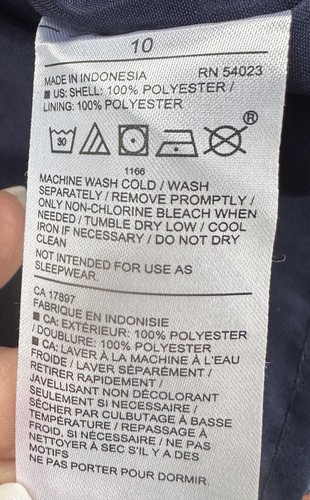 10
MADE IN INDONESIA RN 54023
■ US: SHELL: 100% POLYESTER /
LINING: 100% POLYESTER
30
®
1166
MACHINE WASH COLD / WASH
SEPARATELY / REMOVE PROMPTLY /
ONLY NON-CHLORINE BLEACH WHEN
NEEDED / TUMBLE DRY LOW / COOL
IRON IF NECESSARY / DO NOT DRY
CLEAN
NOT INTENDED FOR USE AS
SLEEPWEAR.
CA 17897
FABRIQUE EN INDONISIE
■ CA: EXTÉRIEUR: 100% POLYESTER
/ DOUBLURE: 100% POLYESTER
■ CA: LAVER À LA MACHINE À L'EAU
FROIDE / LAVER SÉPARÉMENT /
RETIRER RAPIDEMENT /
JAVELLISANT NON DÉCOLORANT
SEULEMENT SI NÉCESSAIRE /
SÉCHER PAR CULBUTAGE À BASSE
TEMPÉRATURE / REPASSAGE À
FROID, SI NÉCESSAIRE / NE PAS
NETTOYER À SEC S'ILY A DES
MOTIFS
NE PAS PORTER POUR DORMIR.